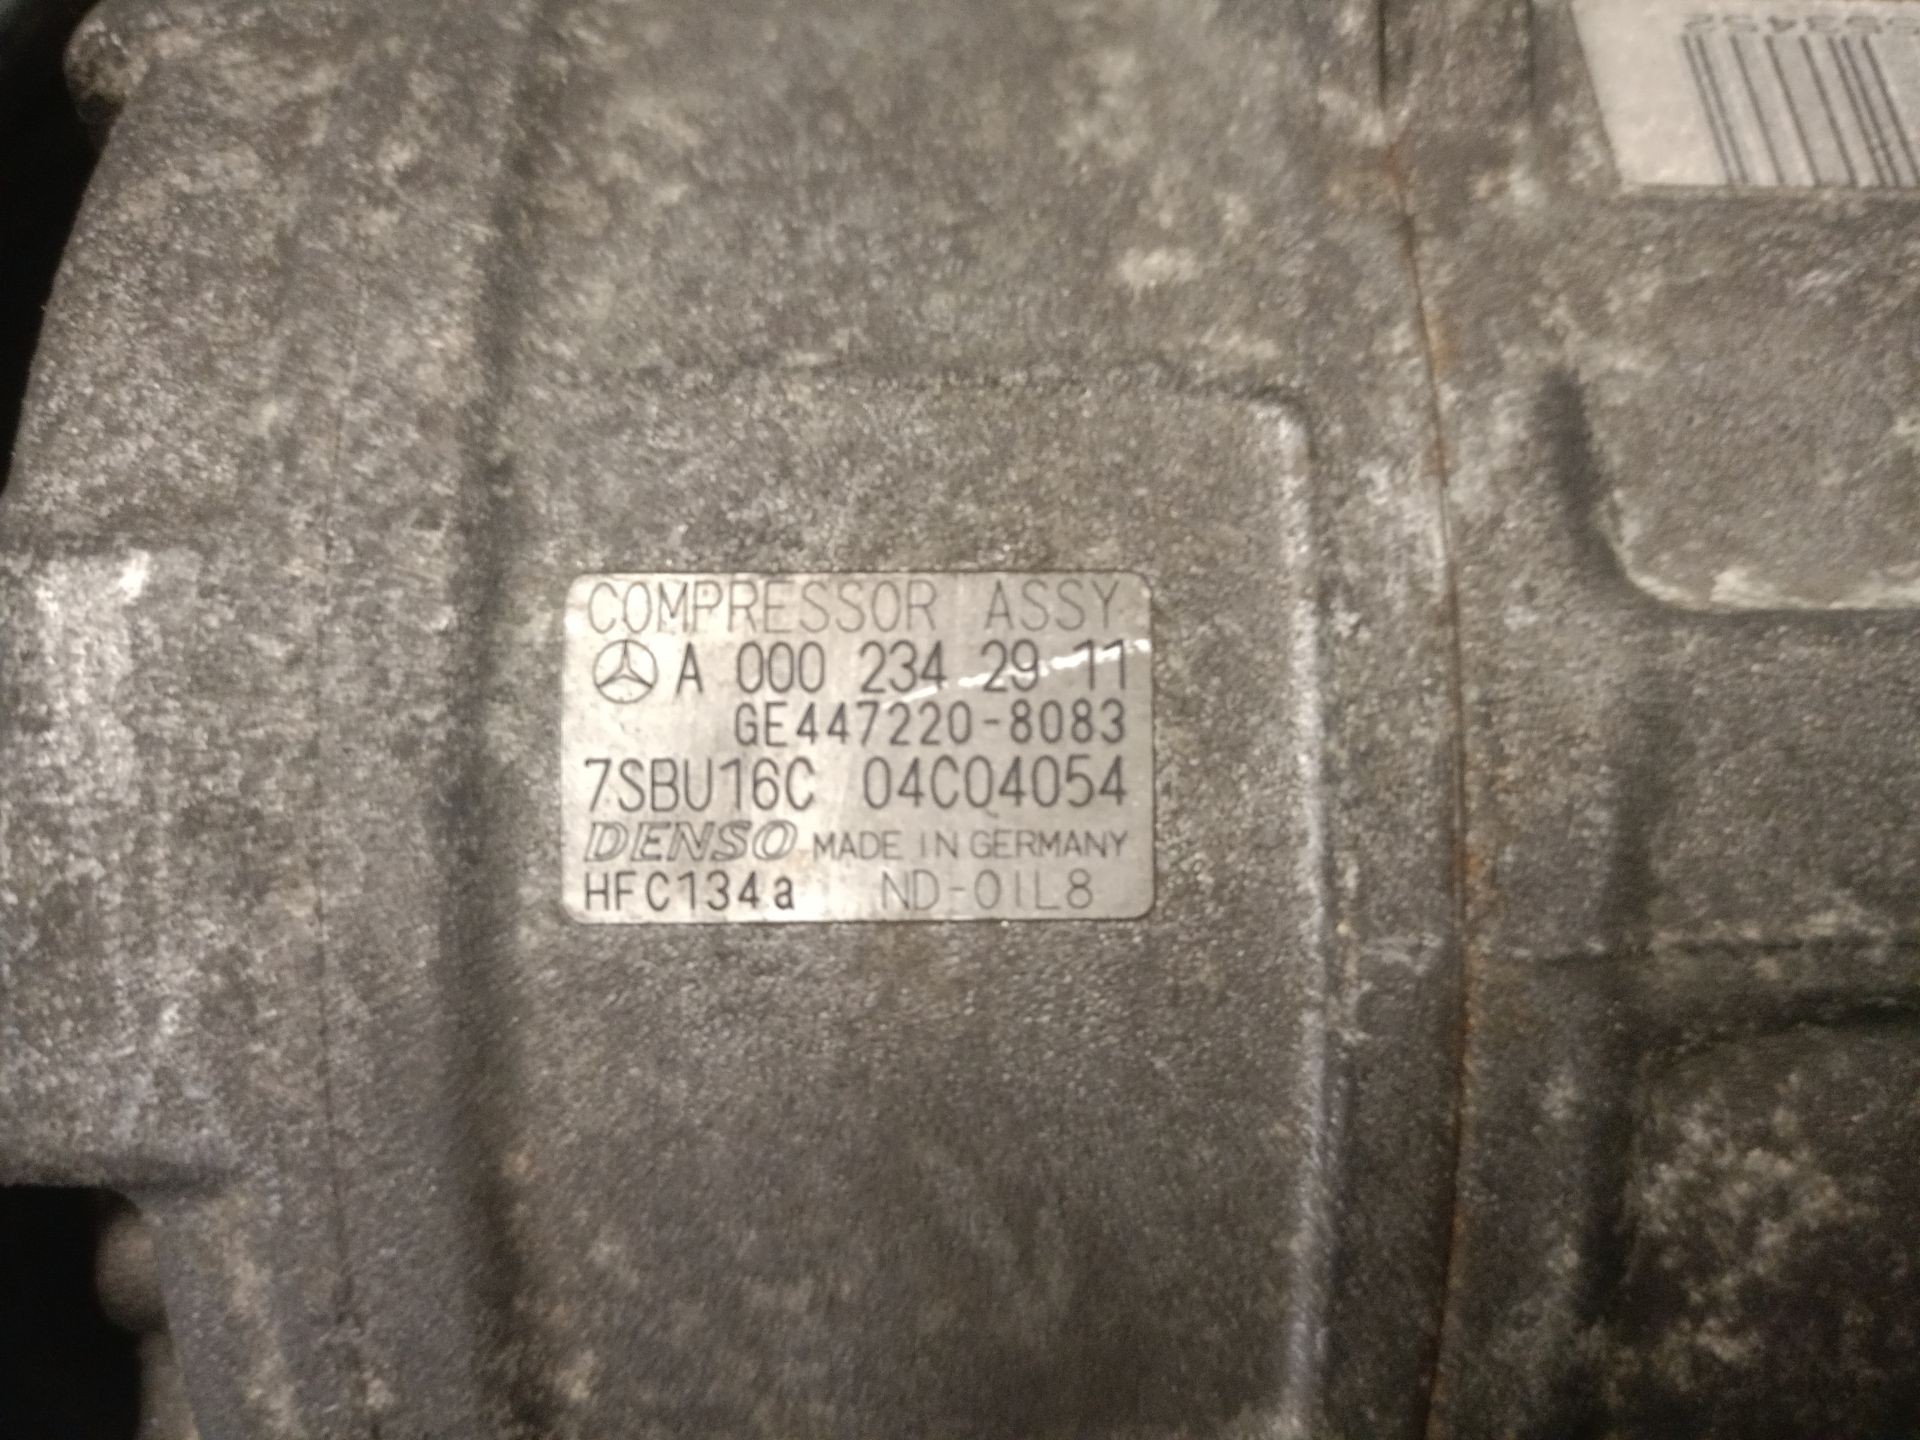 COMPRESSOR ASSY
A 000 234 29 11
GE447220-8083
7SBU16C 04C04054
DENSO MADE IN GERMANY
HFC134a ND-OIL8